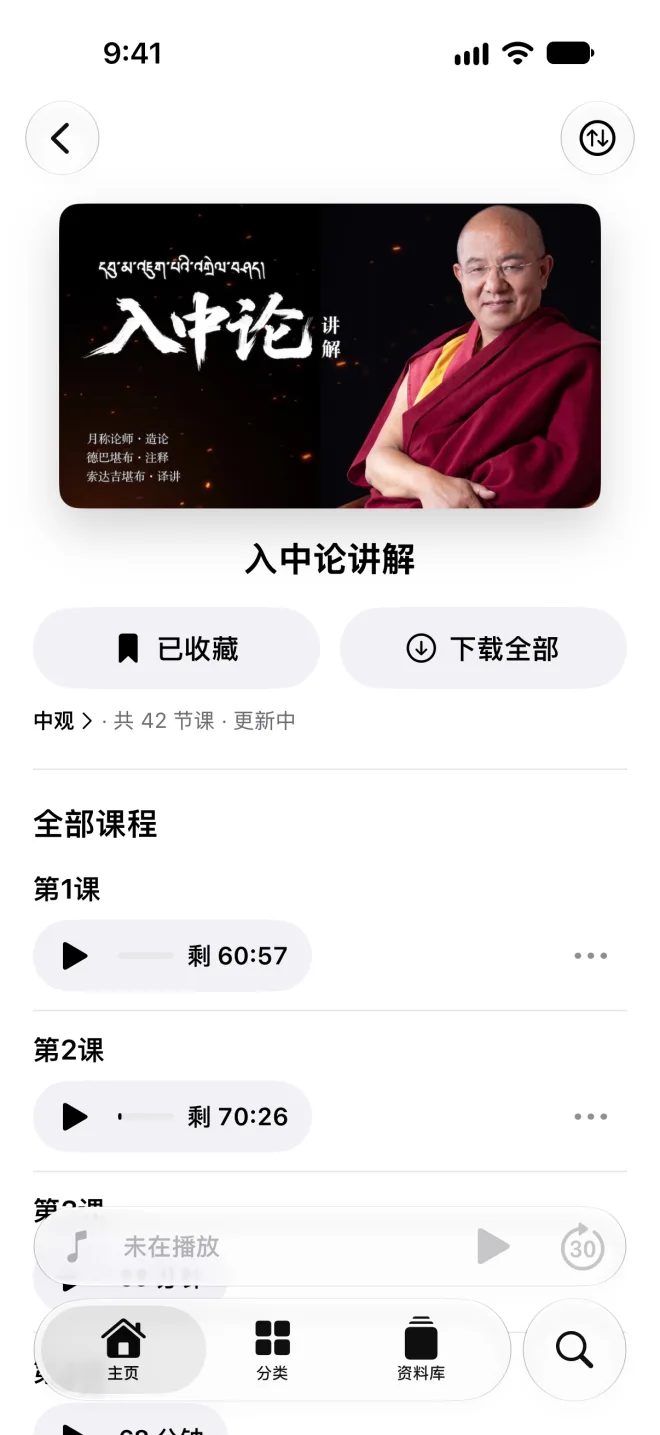 9:41
དབུ་མ་འཇུག་པའི་འགྲེལ་བཤད།
入中论
讲解
月称论师·造论
德巴堪布·注释
索达吉堪布·译讲
入中论讲解
已收藏
下载全部
中观 · 共 42 节课 · 更新中
全部课程
第1课
剩 60:57
第2课
剩 70:26
未在播放
30
主页
分类
资料库